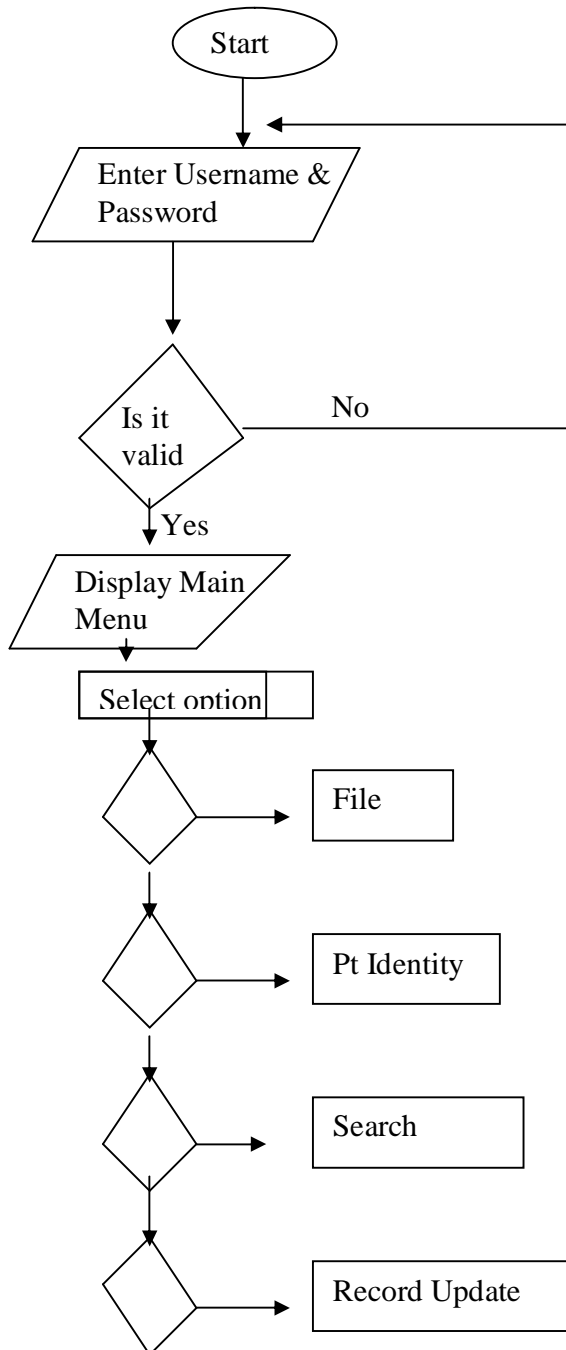 Start
Enter Username &
Password
Is it
valid
No
Yes
Display Main
Menu
Select option
File
Pt Identity
Search
Record Update